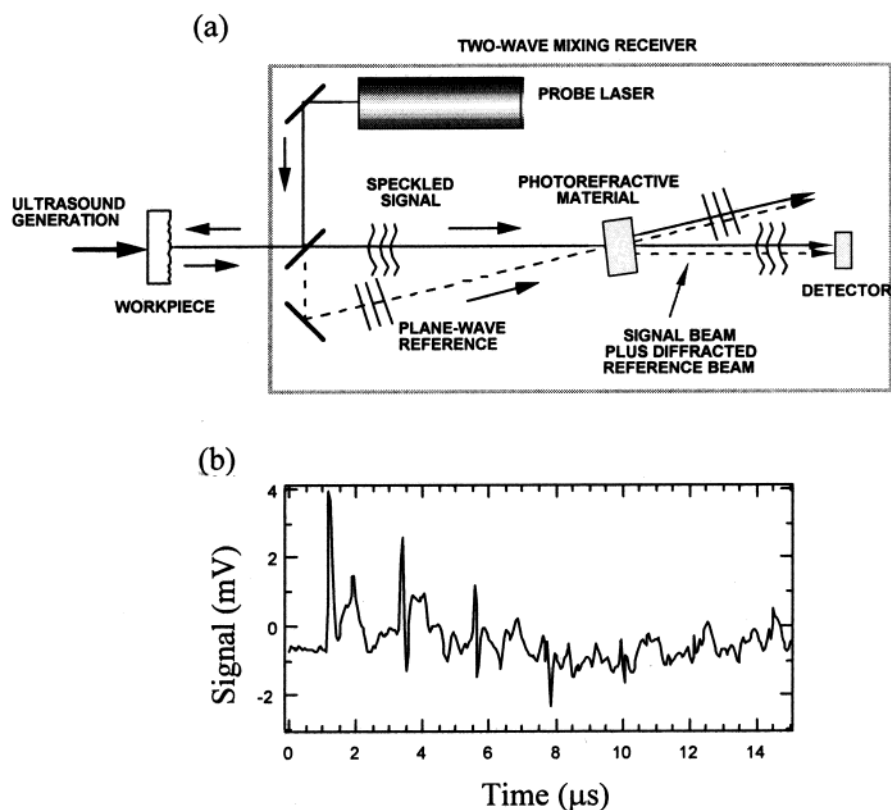 (a)
TWO-WAVE MIXING RECEIVER
PROBE LASER
SPECKLED
SIGNAL
PHOTOREFRACTIVE
MATERIAL
ULTRASOUND
GENERATION
WORKPIECE
PLANE-WAVE
REFERENCE
DETECTOR
SIGNAL BEAM
PLUS DIFFRACTED
REFERENCE BEAM
(b)
Signal (mV)
4
2
0
-2
0 2 4 6 8 10 12 14
Time (μs)